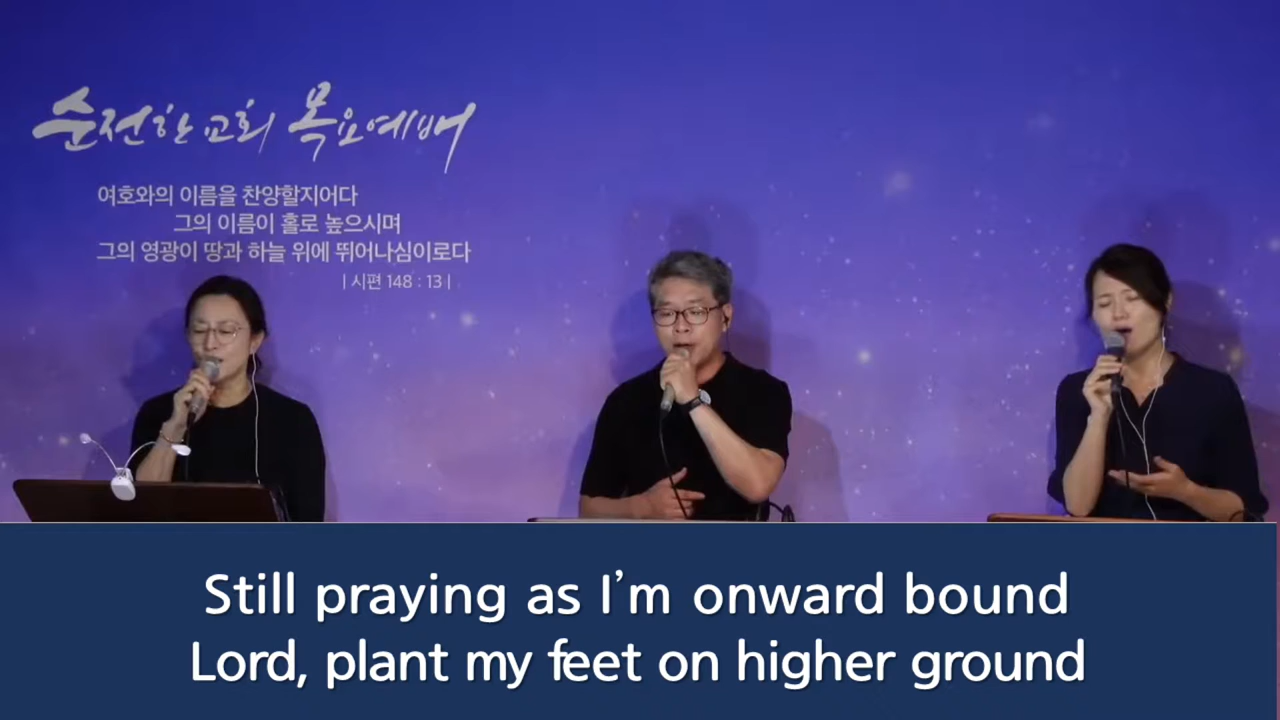 순전한 교회 목요예배
여호와의 이름을 찬양할지어다
그의 이름이 홀로 높으시며
그의 영광이 땅과 하늘 위에 뛰어나심이로다
| 시편 148 : 13 |
Still praying as I’m onward bound
Lord, plant my feet on higher ground